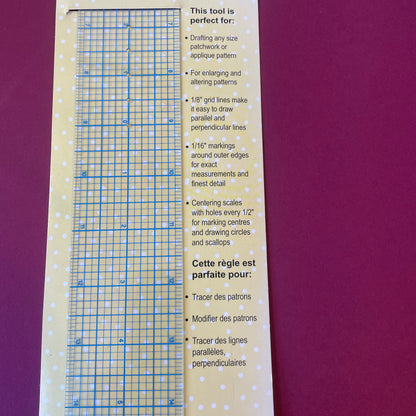 This tool is
perfect for:
• Drafting any size
patchwork or
applique pattern
• For enlarging and
altering patterns
• 1/8" grid lines make
it easy to draw
parallel and
perpendicular lines
• 1/16" markings
around outer edges
for exact
measurements and
finest detail
• Centering scales
with holes every 1/2"
for marking centres
and drawing circles
and scallops
Cette règle est
parfaite pour:
• Tracer des patrons
• Modifier des patrons
• Tracer des lignes
parallèles,
perpendiculaires